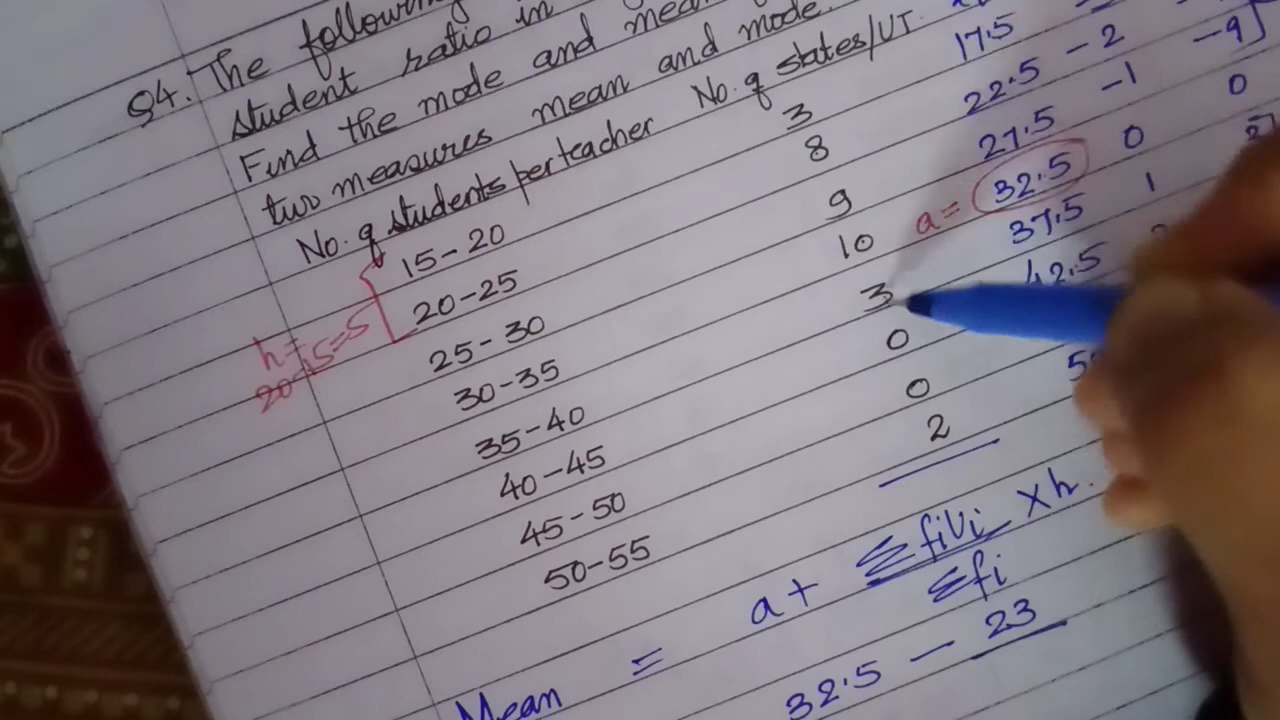 Q4. The following
student ratio in
Find the mode and mean
two measures mean and mode.
No. of students per teacher No. of states/UT
15-20 3 17.5
20-25 8 22.5 -2
25-30 9 27.5 -1 -9
30-35 10 a= 32.5 0 0
35-40 3 37.5 1
40-45 0 42.5
45-50 0
50-55 2
h=
20-15=5
Mean = a + Σfiui × h.
Σfi
32.5 - 23